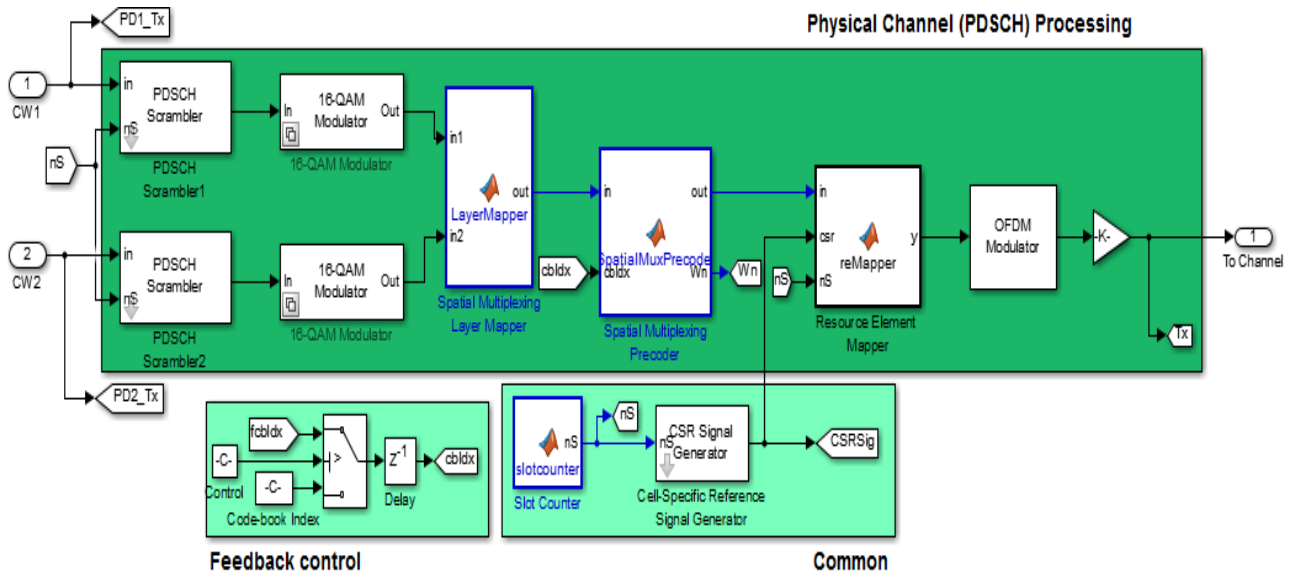 PD1_Tx
Physical Channel (PDSCH) Processing
1
CW1
in
nS
PDSCH
Scrambler
PDSCH
Scrambler1
In
16-QAM
Modulator
Out
16-QAM Modulator
nS
in1
in2
out
LayerMapper
Spatial Multiplexing
Layer Mapper
2
CW2
in
nS
PDSCH
Scrambler
PDSCH
Scrambler2
In
16-QAM
Modulator
Out
16-QAM Modulator
cbIdx
in
out
SpatialMuxPrecode
cbIdx
Wn
Wn
Spatial Multiplexing
Precoder
nS
in
csr
nS
reMapper
y
Resource Element
Mapper
OFDM
Modulator
-K-
1
To Channel
Tx
PD2_Tx
fcbIdx
-C-
Control
-C-
Code-book Index
>
Z-1
Delay
cbIdx
Feedback control
nS
slotcounter
Slot Counter
nS
nS
CSR Signal
Generator
Cell-Specific Reference
Signal Generator
CSRSig
Common